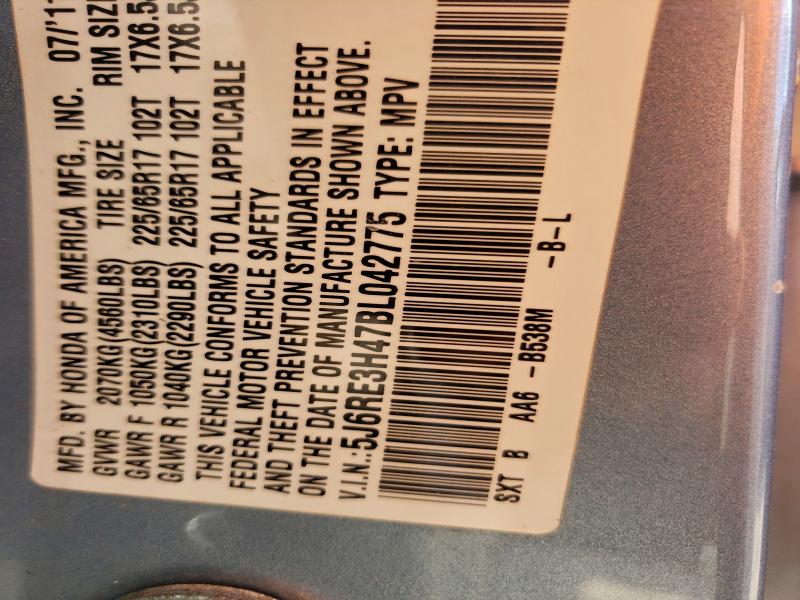 MFD. BY HONDA OF AMERICA MFG., INC. 07/'11
GVWR 2070KG(4560LBS) TIRE SIZE RIM SIZE
GAWR F 1050KG(2310LBS) 225/65R17 102T 17X6.5
GAWR R 1040KG(2290LBS) 225/65R17 102T 17X6.5
THIS VEHICLE CONFORMS TO ALL APPLICABLE
FEDERAL MOTOR VEHICLE SAFETY
AND THEFT PREVENTION STANDARDS IN EFFECT
ON THE DATE OF MANUFACTURE SHOWN ABOVE.
V.I.N.:5J6RE3H47BL042775 TYPE: MPV
SXT B AA6 -B538M -B-L